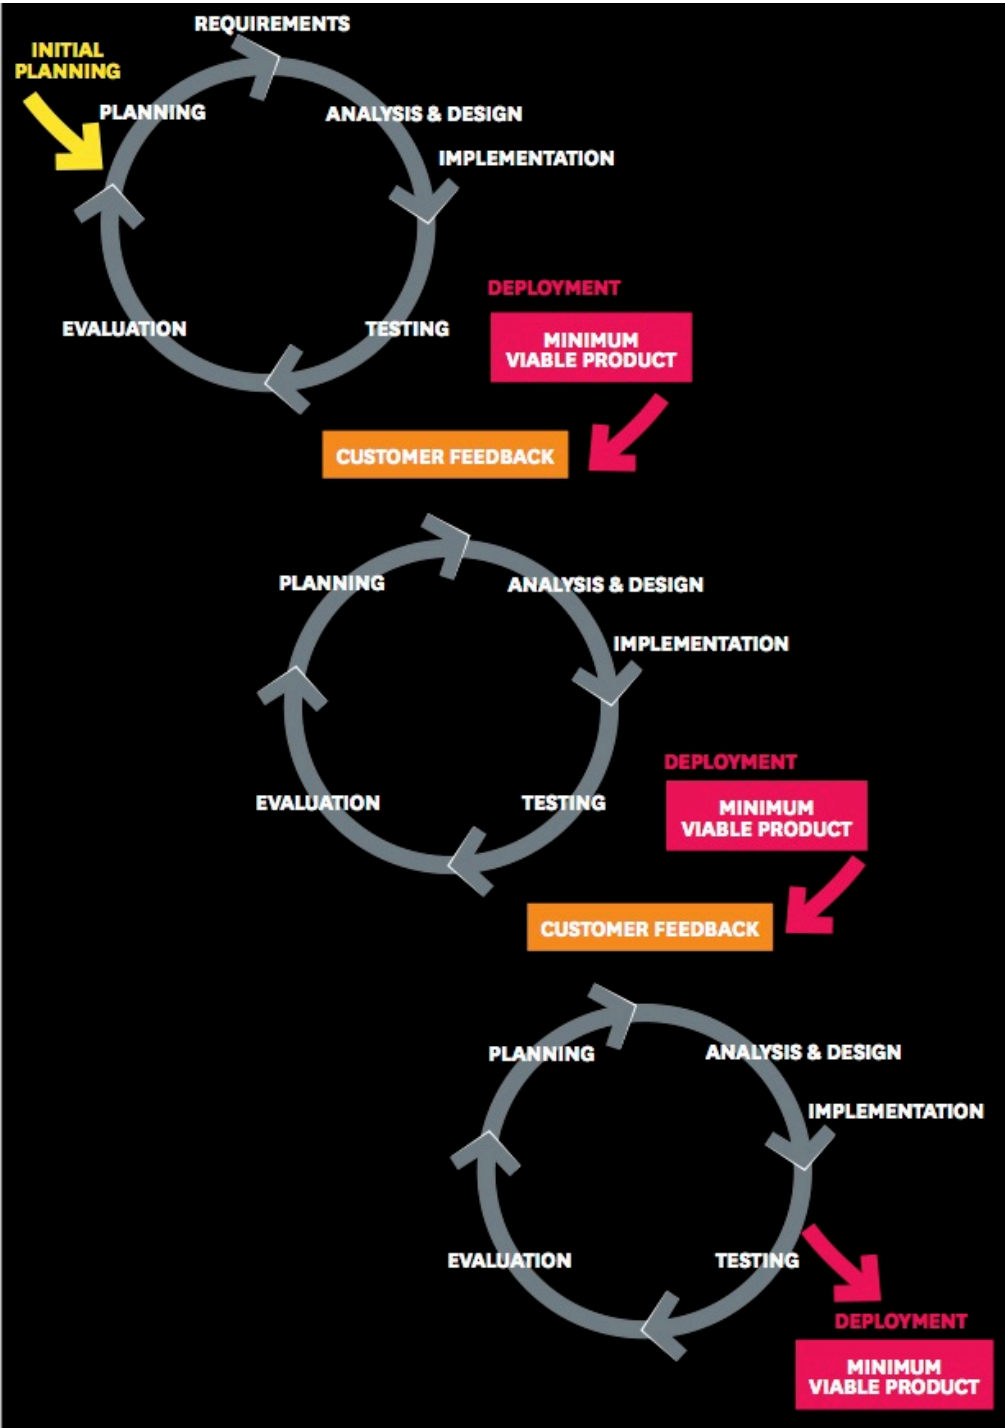 REQUIREMENTS
INITIAL
PLANNING
PLANNING
ANALYSIS & DESIGN
IMPLEMENTATION
DEPLOYMENT
MINIMUM
VIABLE PRODUCT
EVALUATION
TESTING
CUSTOMER FEEDBACK
PLANNING
ANALYSIS & DESIGN
IMPLEMENTATION
DEPLOYMENT
MINIMUM
VIABLE PRODUCT
EVALUATION
TESTING
CUSTOMER FEEDBACK
PLANNING
ANALYSIS & DESIGN
IMPLEMENTATION
EVALUATION
TESTING
DEPLOYMENT
MINIMUM
VIABLE PRODUCT